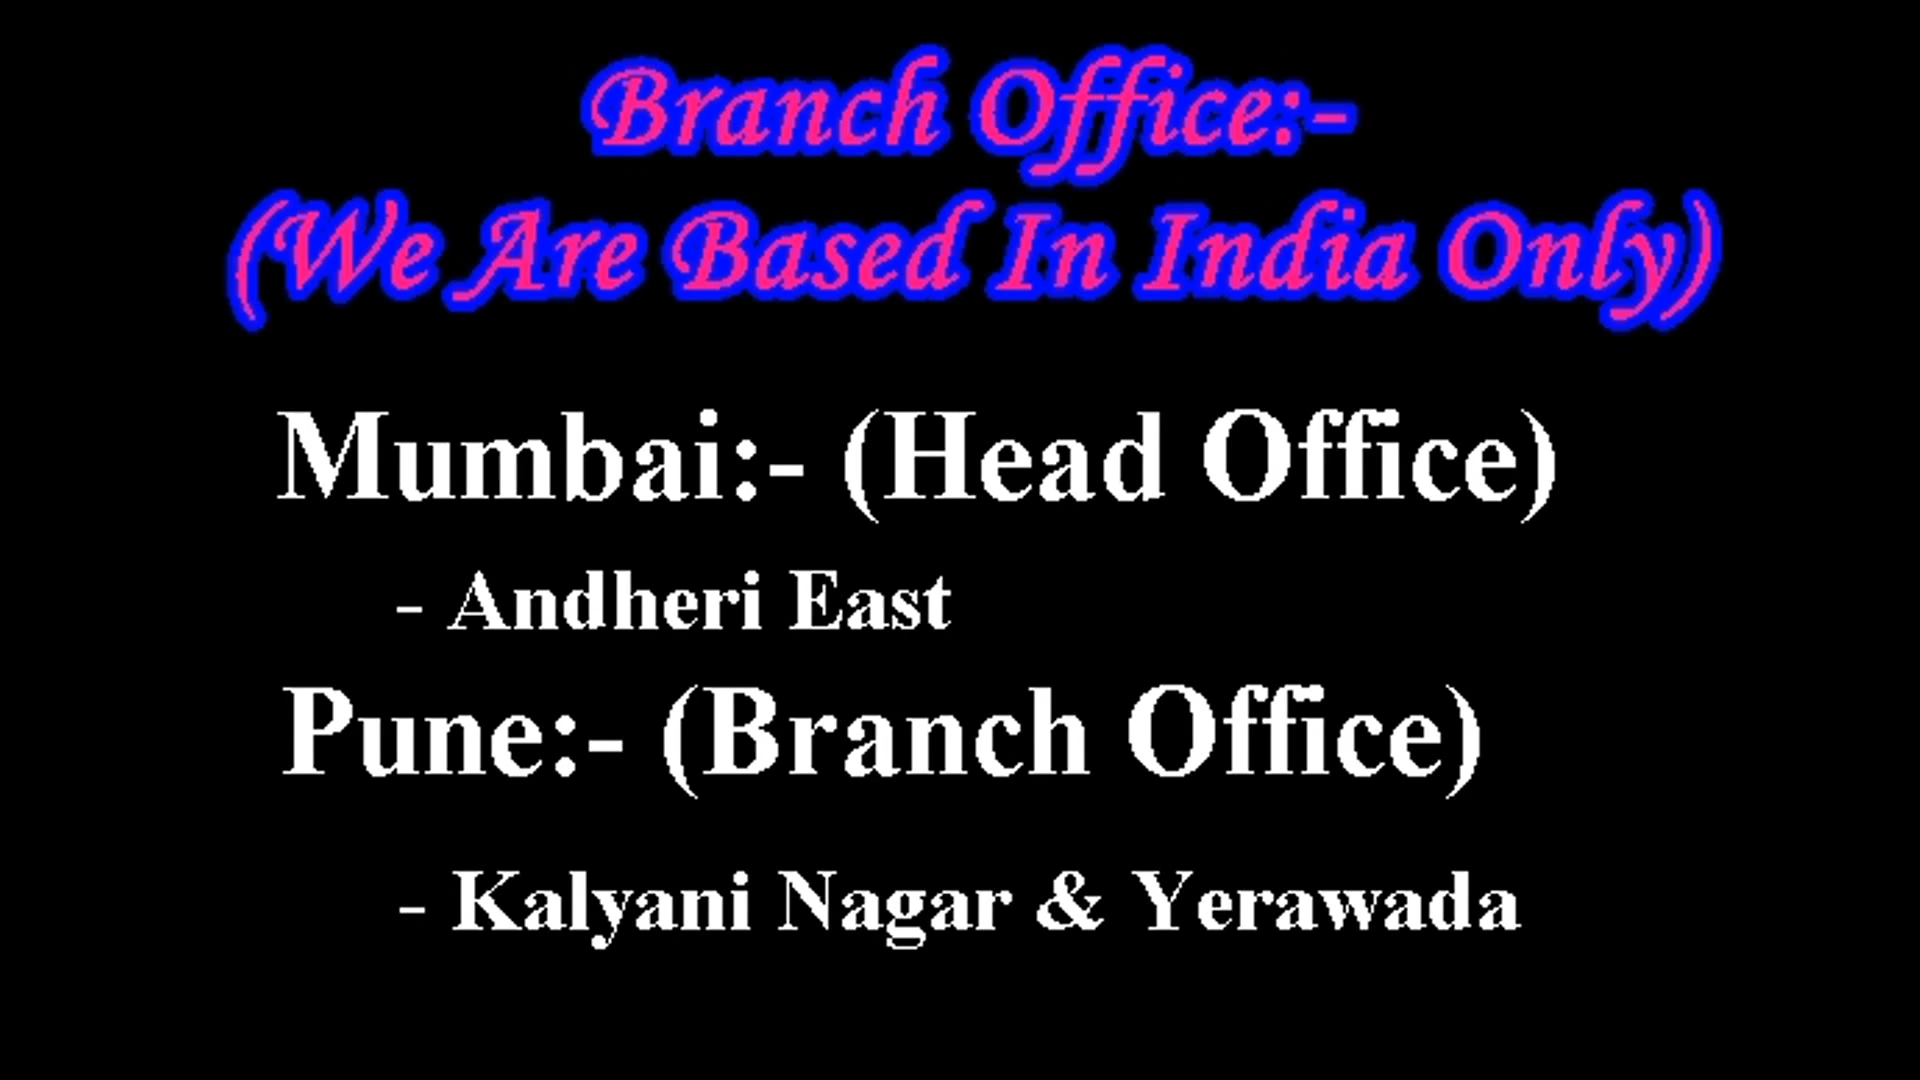 Branch Office:-
(We Are Based In India Only)
Mumbai:- (Head Office)
- Andheri East
Pune:- (Branch Office)
- Kalyani Nagar & Yerawada